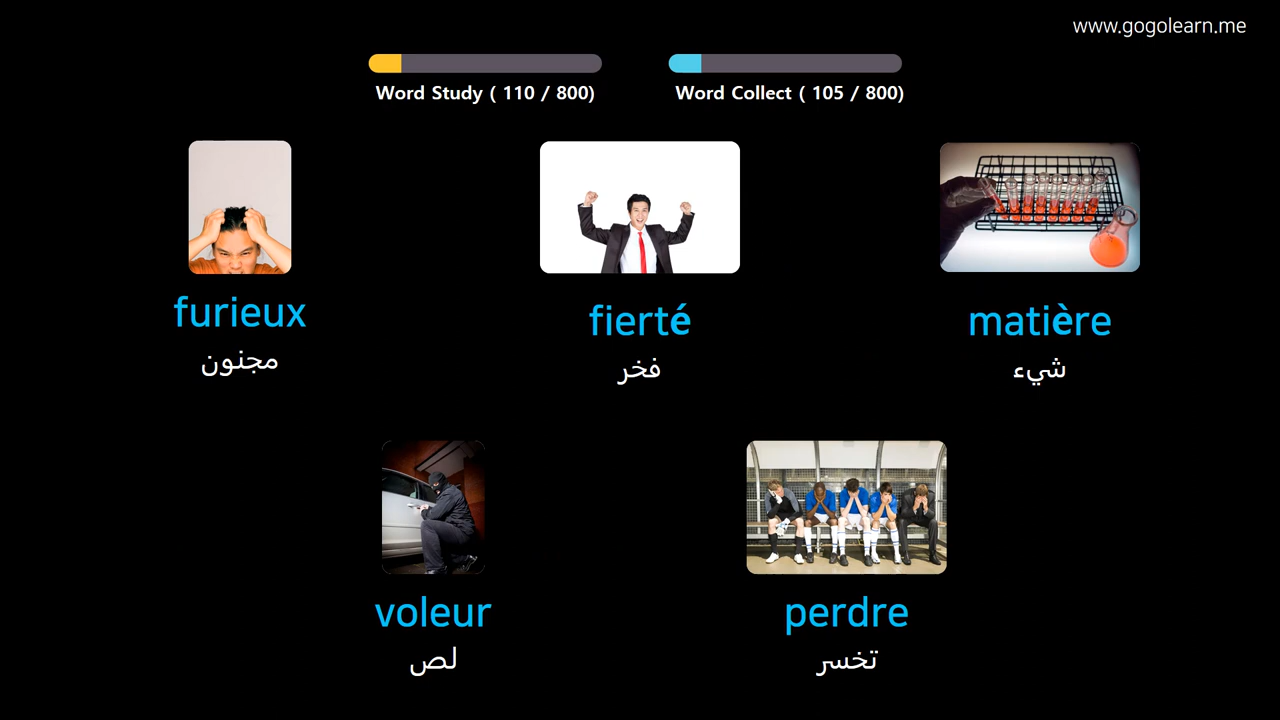 www.gogolearn.me
Word Study ( 110 / 800)
Word Collect ( 105 / 800)
furieux
مجنون
fierté
فخر
matière
شيء
voleur
لص
perdre
تخسر